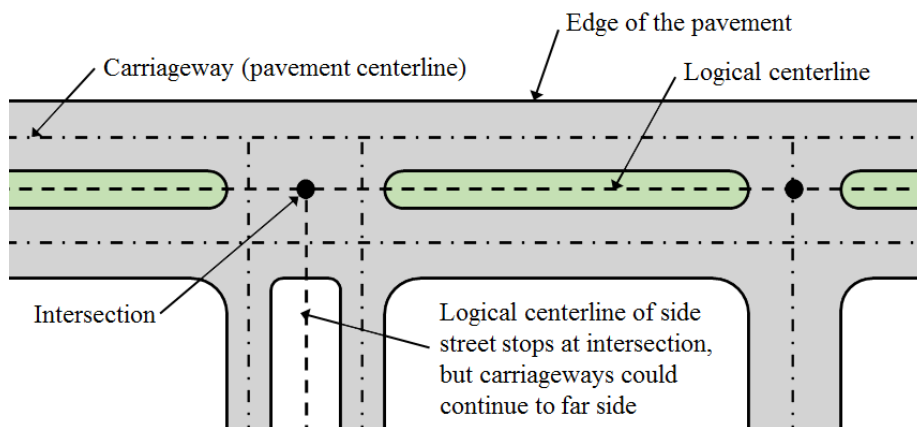 Edge of the pavement
Carriageway (pavement centerline)
Logical centerline
Intersection
Logical centerline of side
street stops at intersection,
but carriageways could
continue to far side